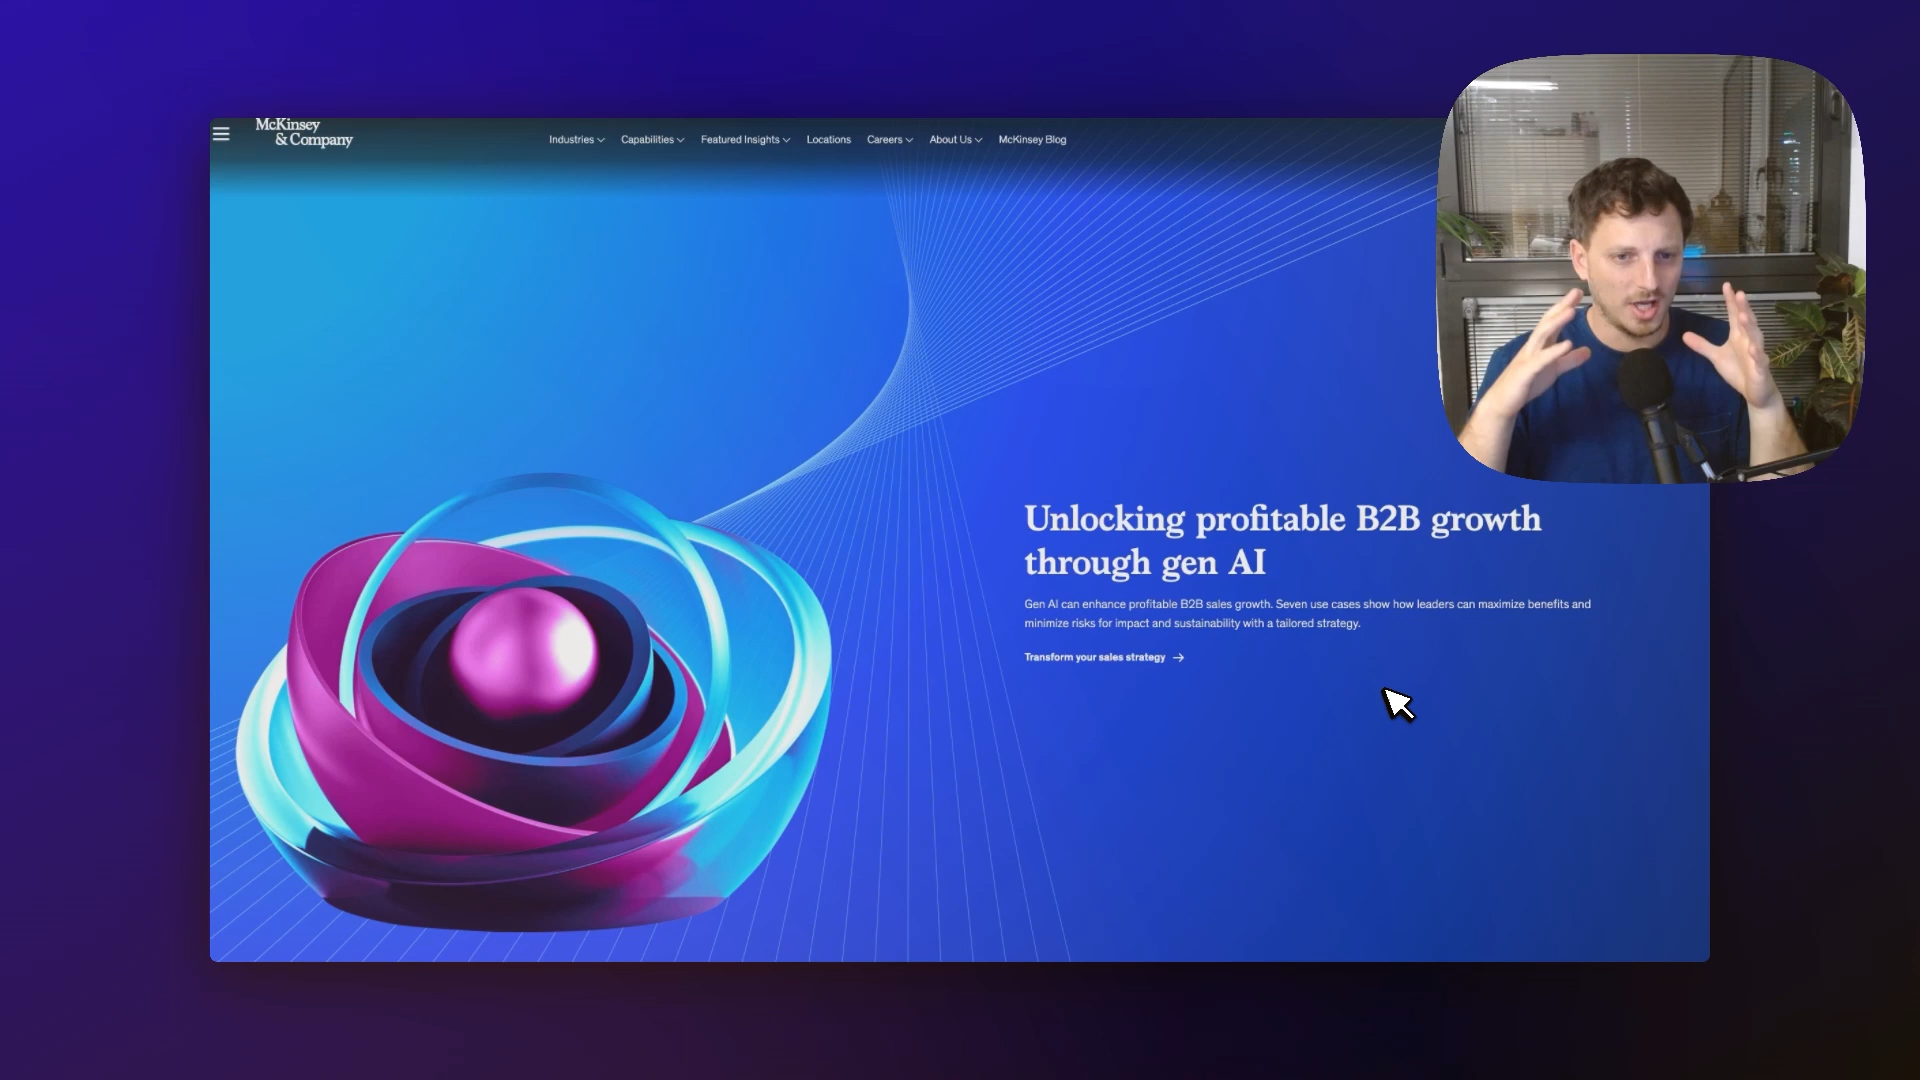 McKinsey
& Company
Industries
Capabilities
Featured Insights
Locations
Careers
About Us
McKinsey Blog
Unlocking profitable B2B growth
through gen AI
Gen AI can enhance profitable B2B sales growth. Seven use cases show how leaders can maximize benefits and
minimize risks for impact and sustainability with a tailored strategy.
Transform your sales strategy →